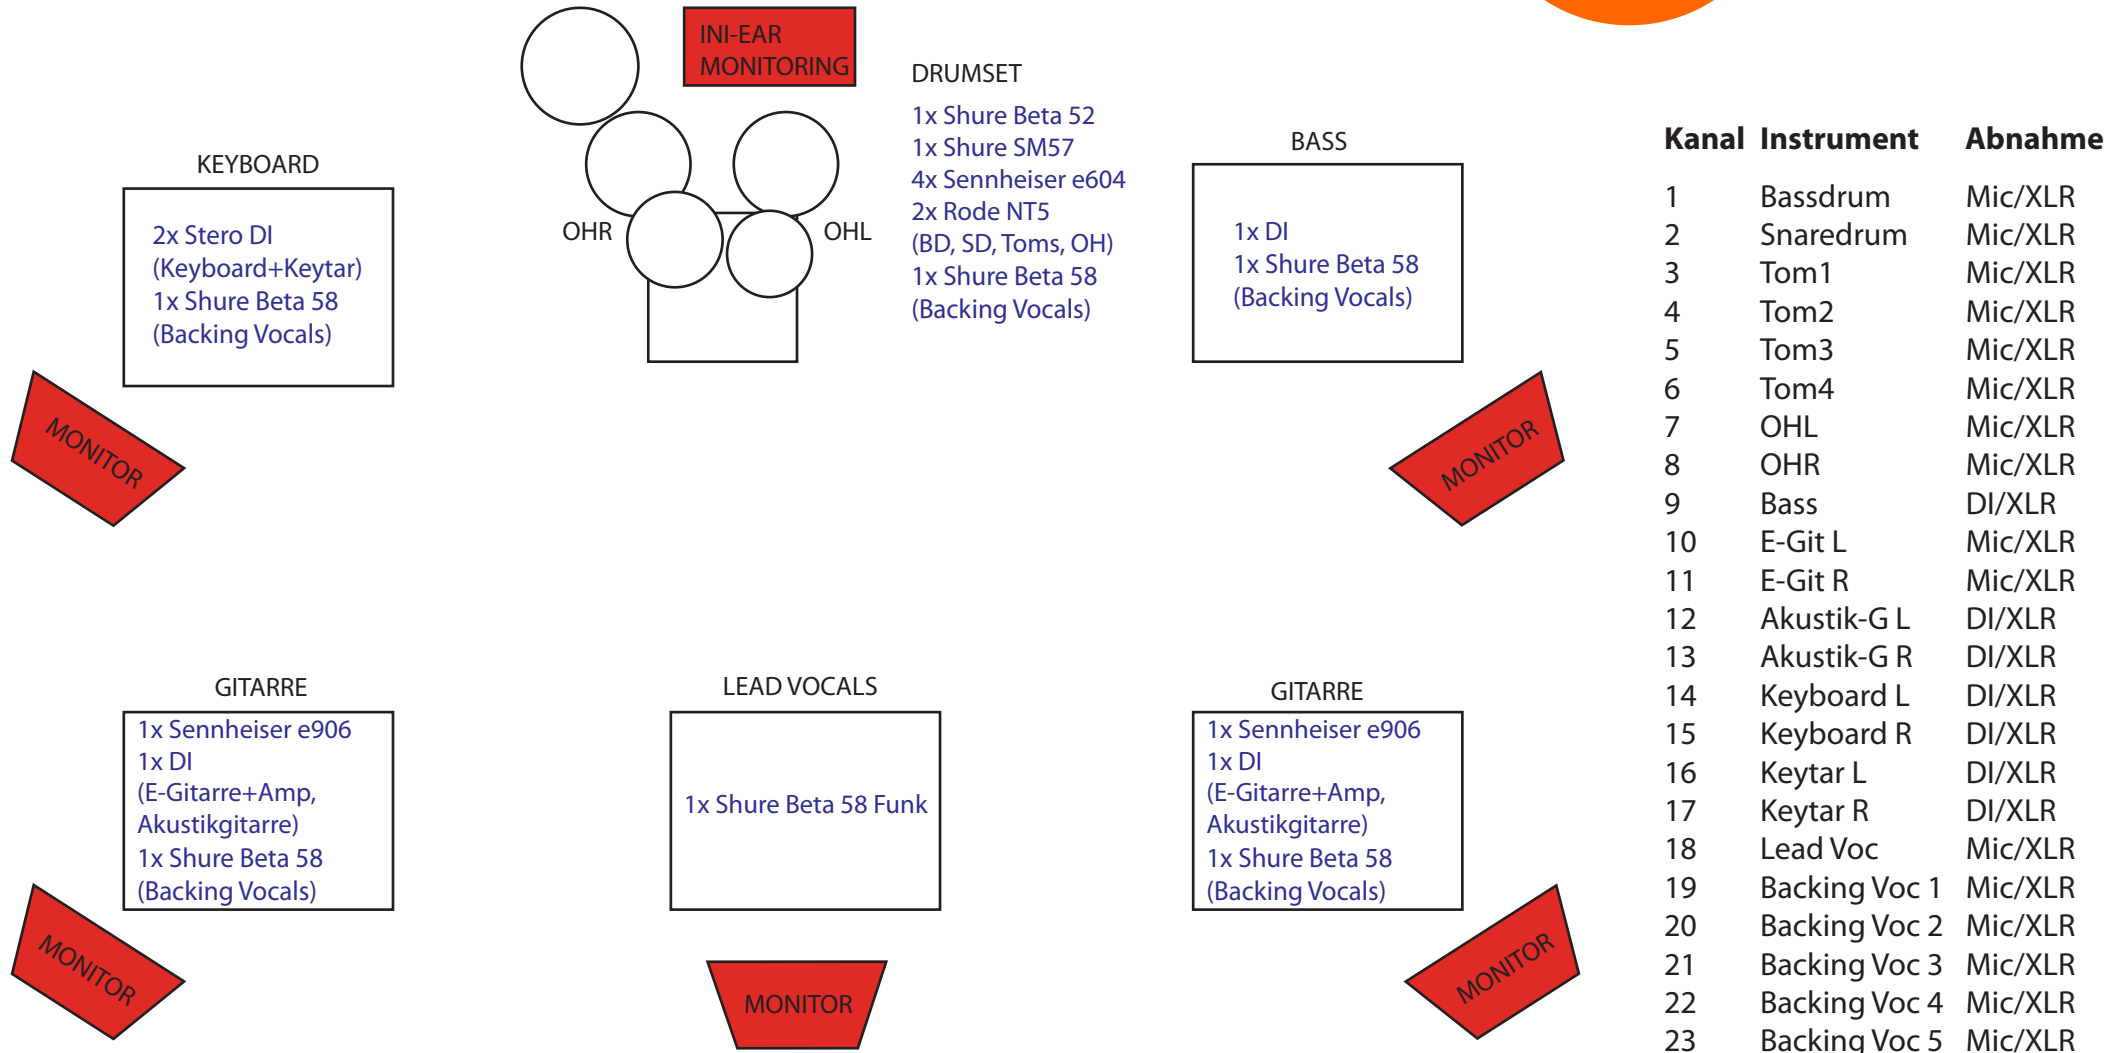 INI-EAR
MONITORING
DRUMSET
1x Shure Beta 52
1x Shure SM57
4x Sennheiser e604
2x Rode NT5
(BD, SD, Toms, OH)
1x Shure Beta 58
(Backing Vocals)
OHR
OHL
KEYBOARD
2x Stero DI
(Keyboard+Keytar)
1x Shure Beta 58
(Backing Vocals)
MONITOR
BASS
1x DI
1x Shure Beta 58
(Backing Vocals)
MONITOR
GITARRE
1x Sennheiser e906
1x DI
(E-Gitarre+Amp,
Akustikgitarre)
1x Shure Beta 58
(Backing Vocals)
MONITOR
LEAD VOCALS
1x Shure Beta 58 Funk
MONITOR
GITARRE
1x Sennheiser e906
1x DI
(E-Gitarre+Amp,
Akustikgitarre)
1x Shure Beta 58
(Backing Vocals)
MONITOR
Kanal Instrument Abnahme
1 Bassdrum Mic/XLR
2 Snaredrum Mic/XLR
3 Tom1 Mic/XLR
4 Tom2 Mic/XLR
5 Tom3 Mic/XLR
6 Tom4 Mic/XLR
7 OHL Mic/XLR
8 OHR Mic/XLR
9 Bass DI/XLR
10 E-Git L Mic/XLR
11 E-Git R Mic/XLR
12 Akustik-G L DI/XLR
13 Akustik-G R DI/XLR
14 Keyboard L DI/XLR
15 Keyboard R DI/XLR
16 Keytar L DI/XLR
17 Keytar R DI/XLR
18 Lead Voc Mic/XLR
19 Backing Voc 1 Mic/XLR
20 Backing Voc 2 Mic/XLR
21 Backing Voc 3 Mic/XLR
22 Backing Voc 4 Mic/XLR
23 Backing Voc 5 Mic/XLR